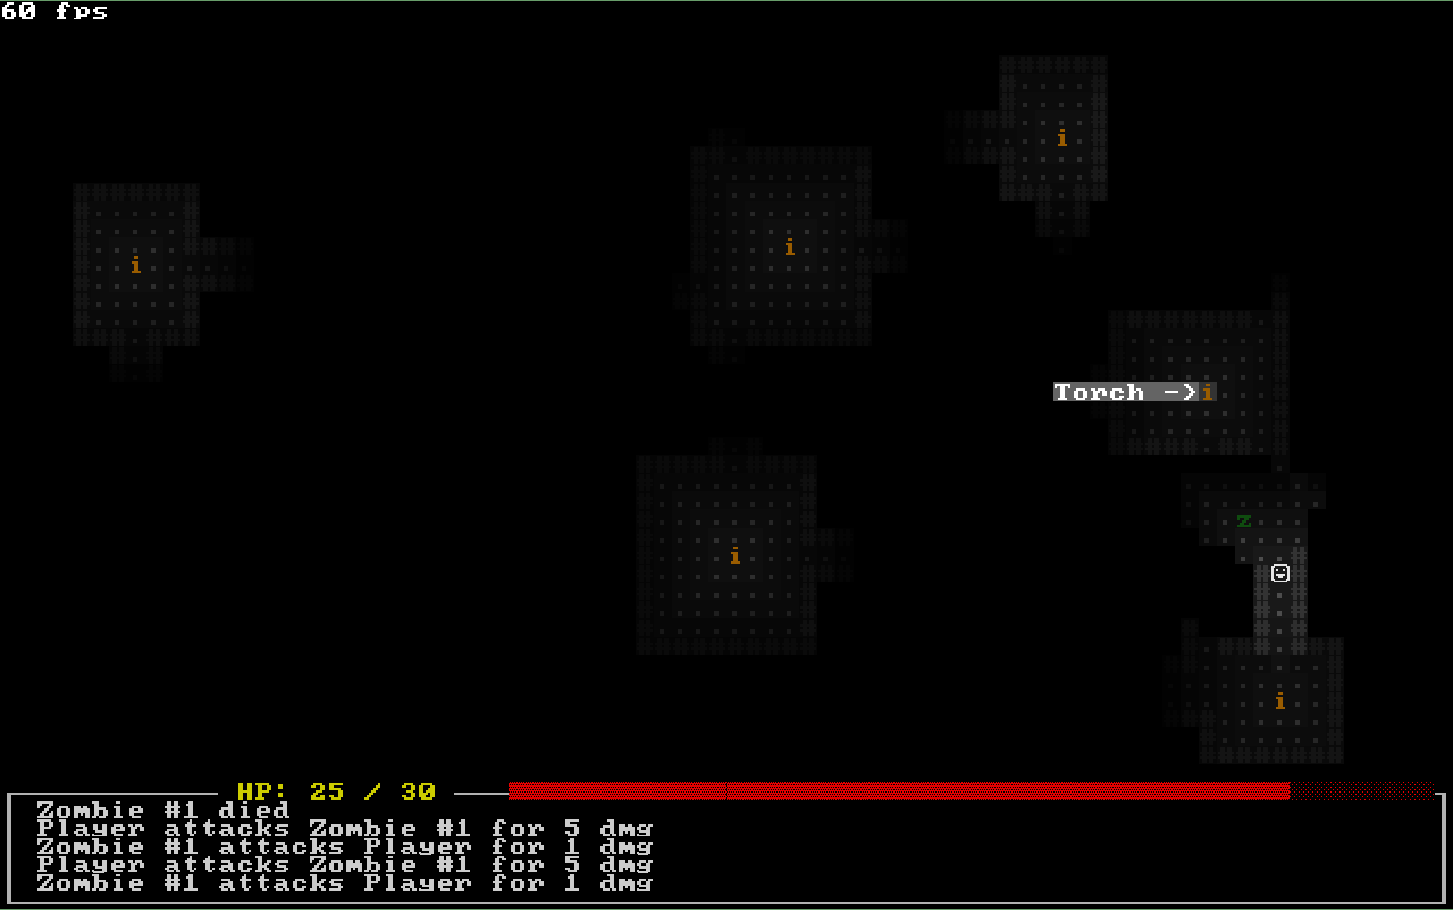 60 fps
i
i
i
Torch ->i
z
i
i
HP: 25 / 30
Zombie #1 died
Player attacks Zombie #1 for 5 dmg
Zombie #1 attacks Player for 1 dmg
Player attacks Zombie #1 for 5 dmg
Zombie #1 attacks Player for 1 dmg